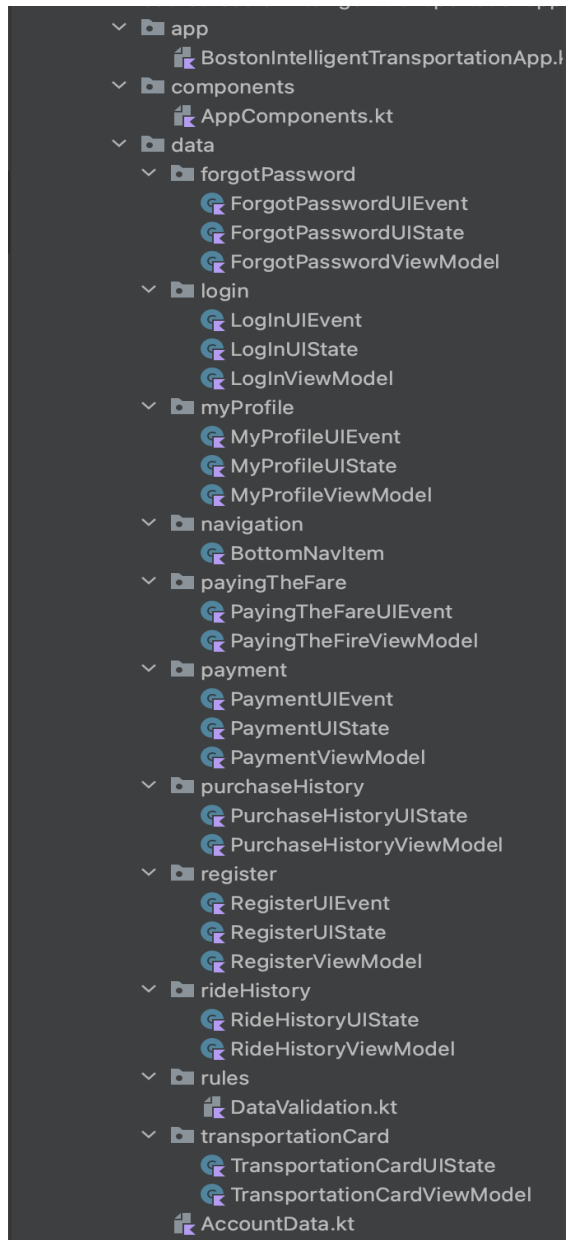 app
BostonIntelligentTransportationApp.k
components
AppComponents.kt
data
forgotPassword
ForgotPasswordUIEvent
ForgotPasswordUIState
ForgotPasswordViewModel
login
LogInUIEvent
LogInUIState
LogInViewModel
myProfile
MyProfileUIEvent
MyProfileUIState
MyProfileViewModel
navigation
BottomNavItem
payingTheFare
PayingTheFareUIEvent
PayingTheFireViewModel
payment
PaymentUIEvent
PaymentUIState
PaymentViewModel
purchaseHistory
PurchaseHistoryUIState
PurchaseHistoryViewModel
register
RegisterUIEvent
RegisterUIState
RegisterViewModel
rideHistory
RideHistoryUIState
RideHistoryViewModel
rules
DataValidation.kt
transportationCard
TransportationCardUIState
TransportationCardViewModel
AccountData.kt